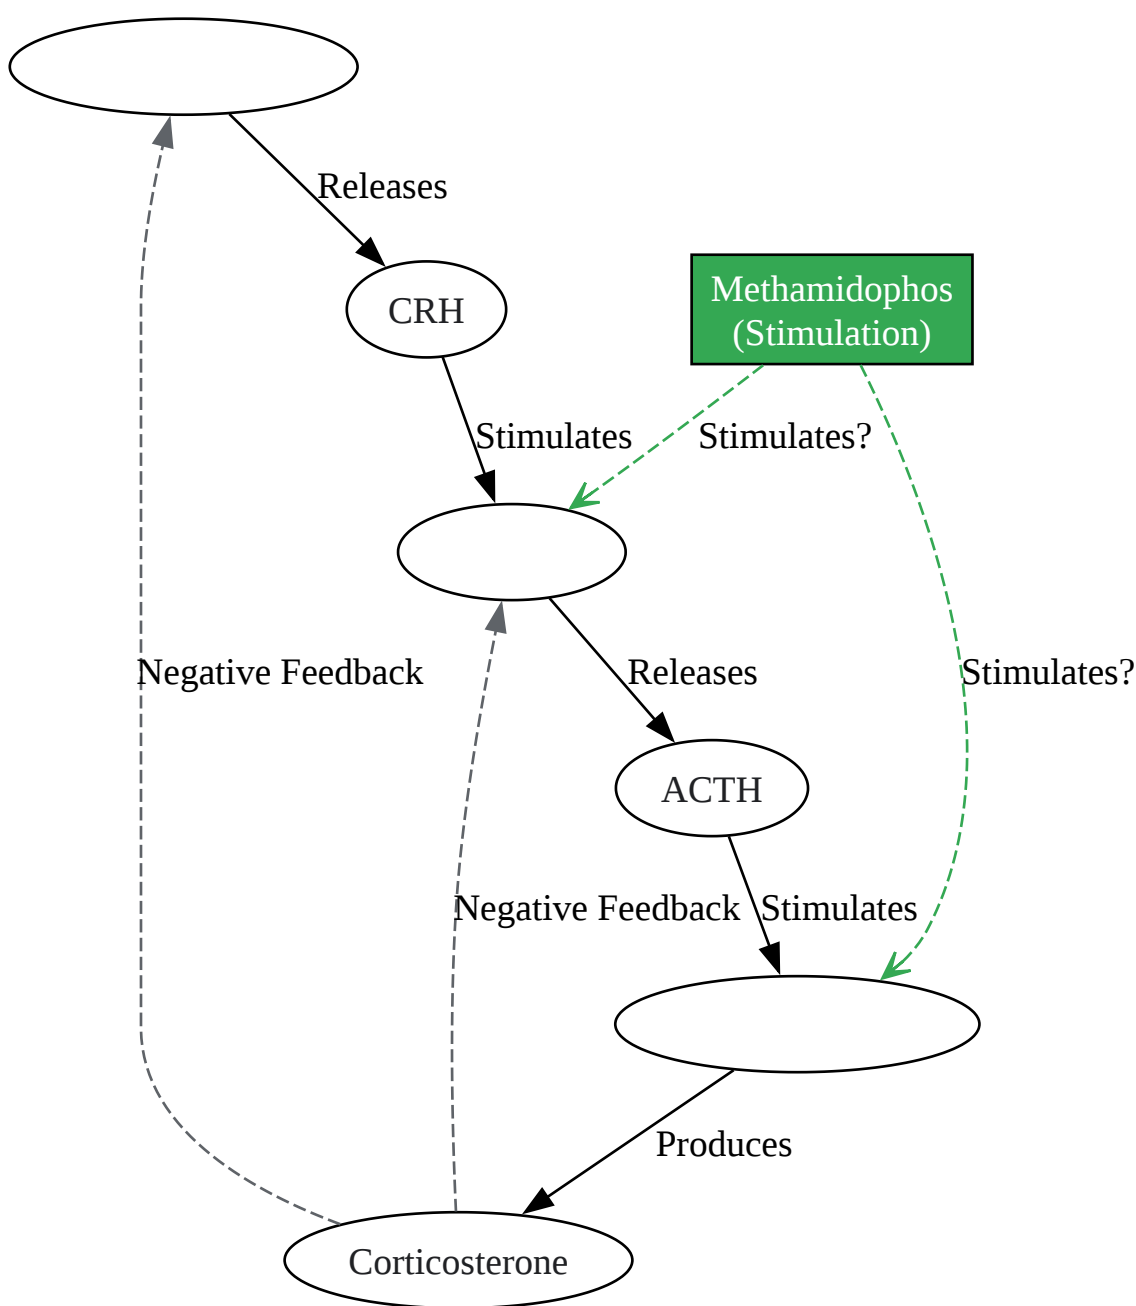 Releases
CRH
Methamidophos
(Stimulation)
Stimulates
Stimulates?
Negative Feedback
Releases
Stimulates?
ACTH
Negative Feedback
Stimulates
Produces
Corticosterone